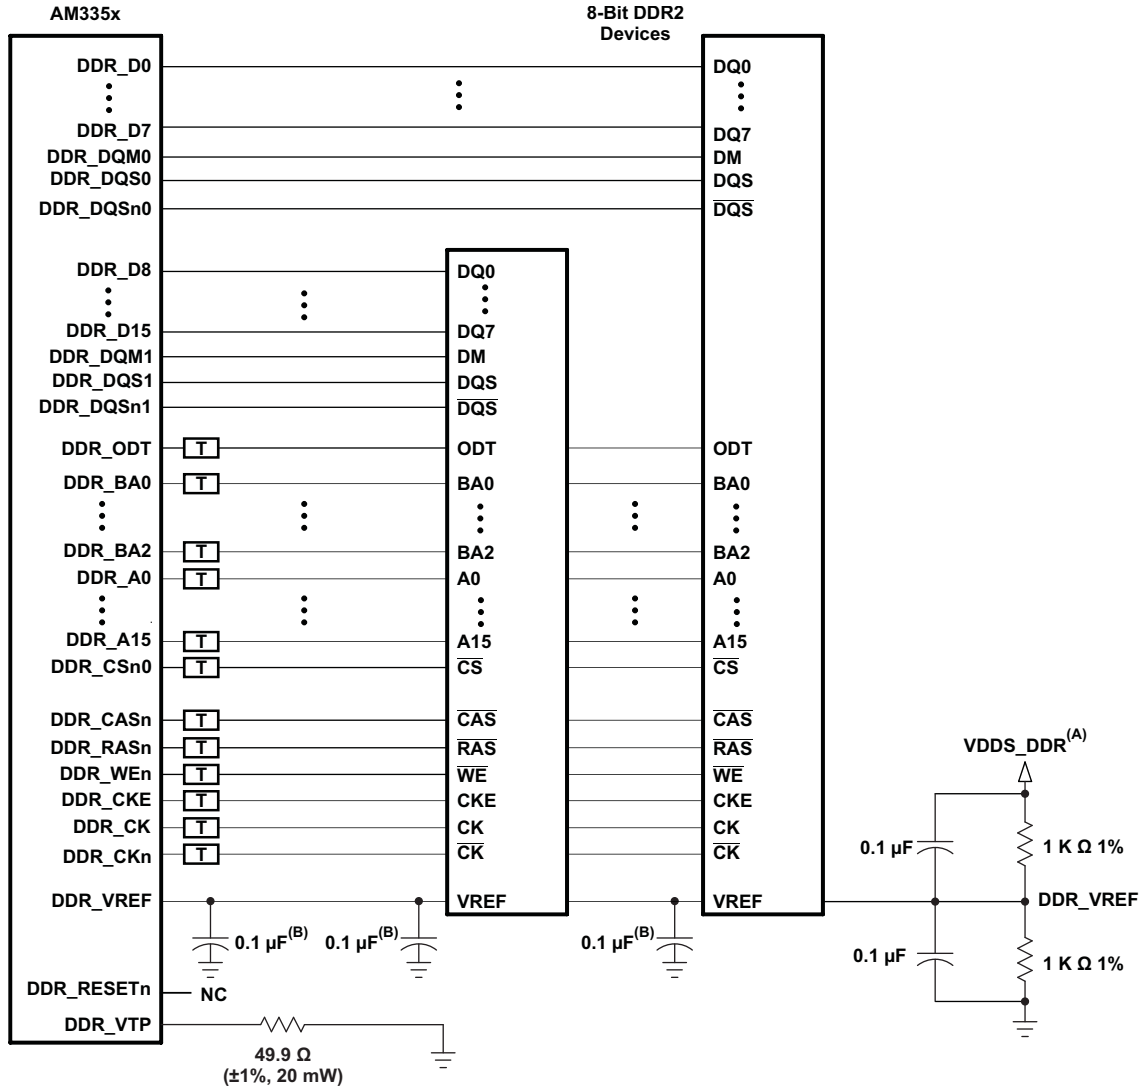 AM335x
8-Bit DDR2
Devices
DDR_D0
DQ0
DDR_D7
DQ7
DDR_DQM0
DM
DDR_DQS0
DQS
DDR_DQSn0
DQS
DDR_D8
DQ0
DDR_D15
DQ7
DDR_DQM1
DM
DDR_DQS1
DQS
DDR_DQSn1
DQS
DDR_ODT T ODT ODT
DDR_BA0 T BA0 BA0
DDR_BA2 T BA2 BA2
DDR_A0 T A0 A0
DDR_A15 T A15 A15
DDR_CSn0 T CS CS
DDR_CASn T CAS CAS
DDR_RASn T RAS RAS
DDR_WEn T WE WE
DDR_CKE T CKE CKE
DDR_CK T CK CK
DDR_CKn T CK CK
VDDS_DDR(A)
0.1 µF
1 K Ω 1%
DDR_VREF VREF VREF DDR_VREF
0.1 µF(B) 0.1 µF(B) 0.1 µF(B)
0.1 µF
1 K Ω 1%
DDR_RESETn NC
DDR_VTP
49.9 Ω
(±1%, 20 mW)